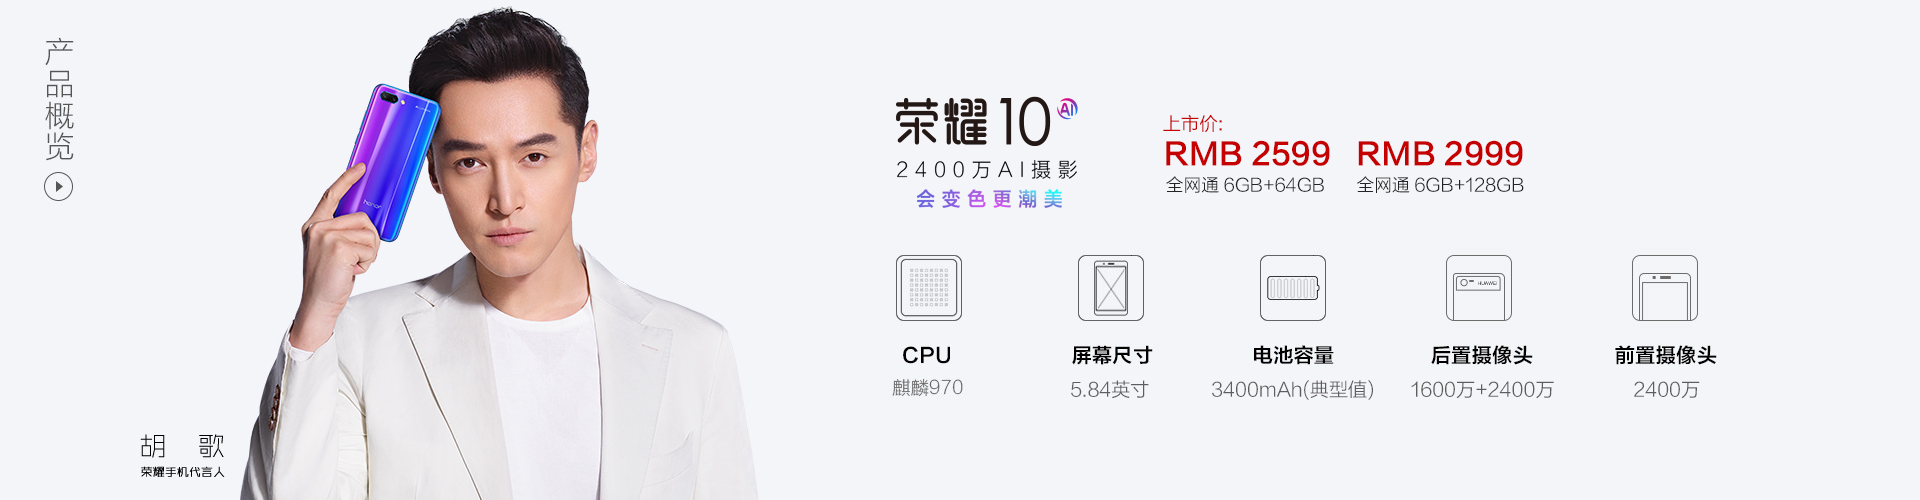 产品概览
honor
胡 歌
荣耀手机代言人
荣耀10 AI
2400万AI摄影
会变色更潮美
上市价:
RMB 2599 RMB 2999
全网通 6GB+64GB 全网通 6GB+128GB
HUAWEI
CPU 屏幕尺寸 电池容量 后置摄像头 前置摄像头
麒麟970 5.84英寸 3400mAh(典型值) 1600万+2400万 2400万